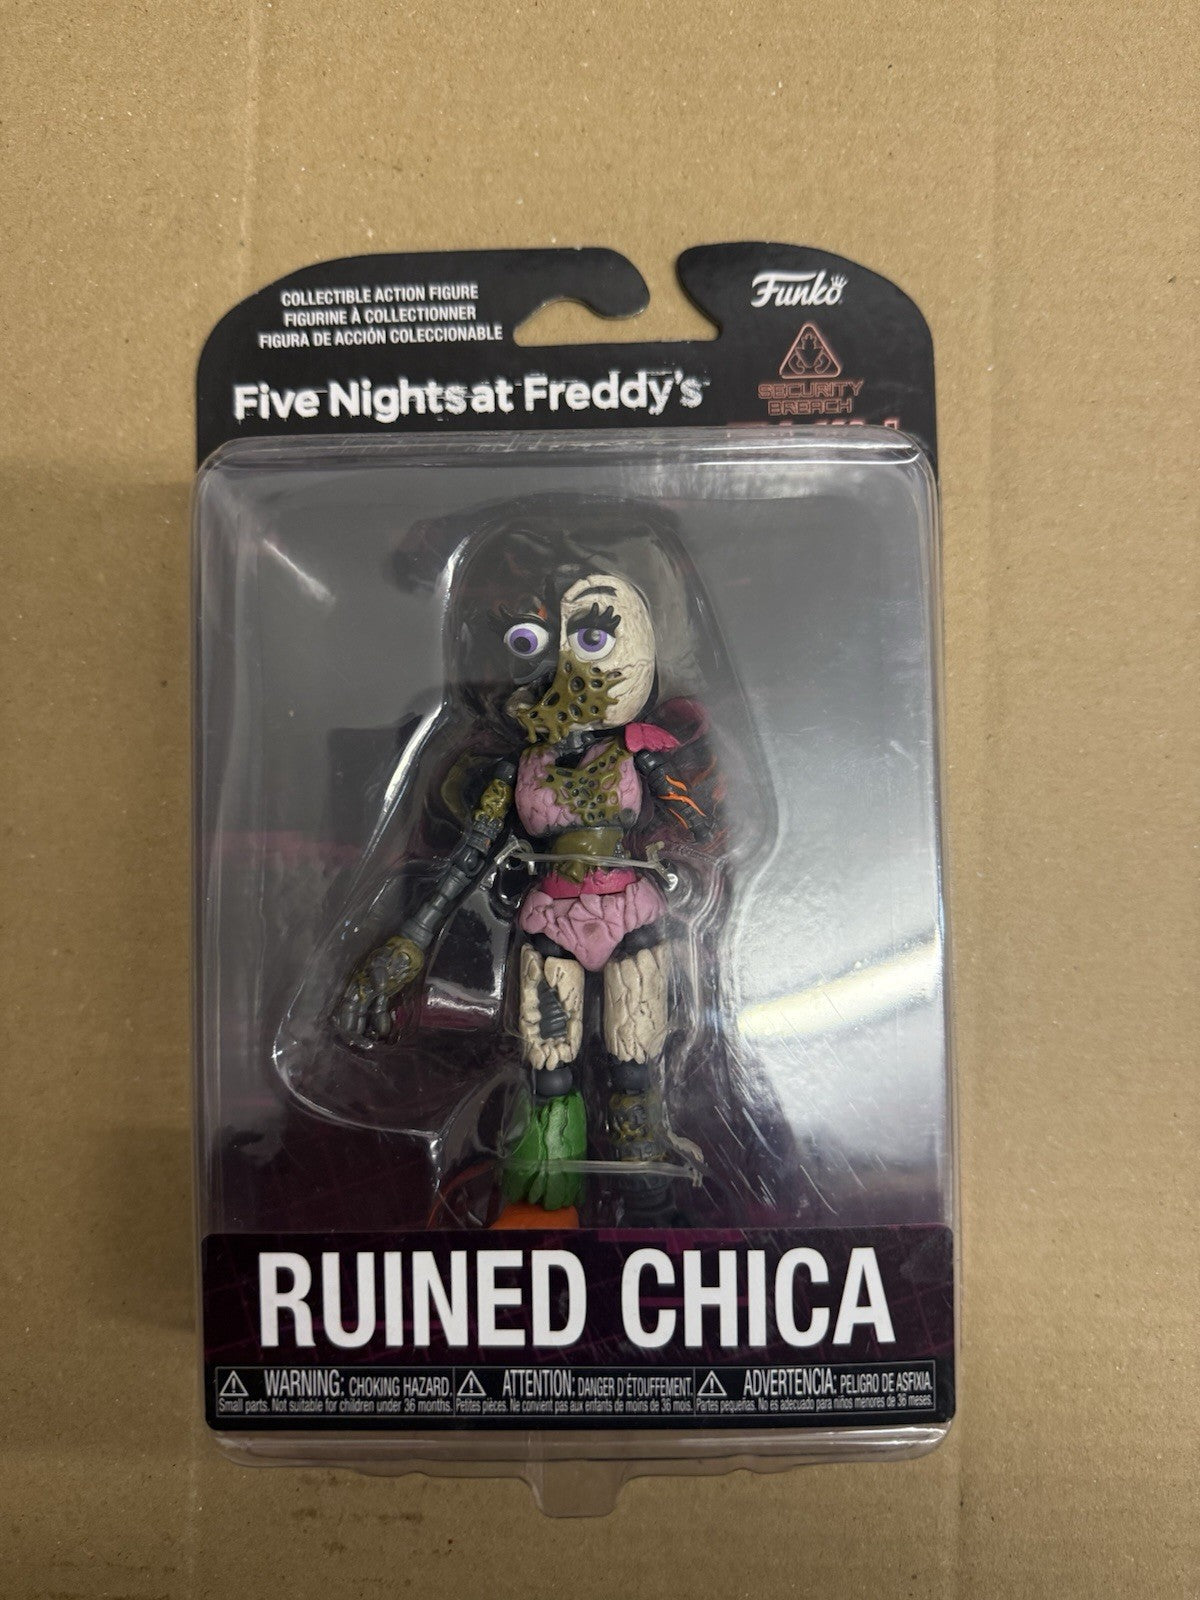 COLLECTIBLE ACTION FIGURE
FIGURINE À COLLECTIONNER
FIGURA DE ACCIÓN COLECCIONABLE
Funko
Five Nights at Freddy's
SECURITY
BREACH
RUINED CHICA
WARNING: CHOKING HAZARD.
Small parts. Not suitable for children under 36 months.
ATTENTION: DANGER D'ÉTOUFFEMENT.
Petites pièces. Ne convient pas aux enfants de moins de 36 mois.
ADVERTENCIA: PELIGRO DE ASFIXIA.
Partes pequeñas. No es adecuado para niños menores de 36 meses.